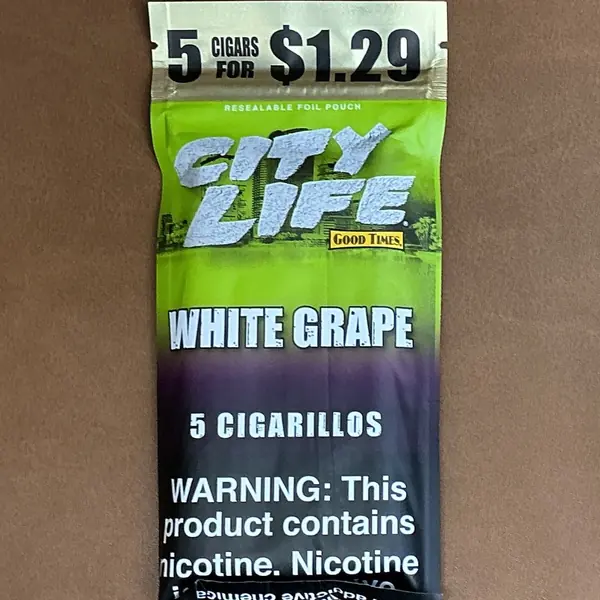 5 CIGARS FOR $1.29
RESEALABLE FOIL POUCH
CITY
LIFE®
GOOD TIMES®
WHITE GRAPE
5 CIGARILLOS
WARNING: This
product contains
nicotine. Nicotine